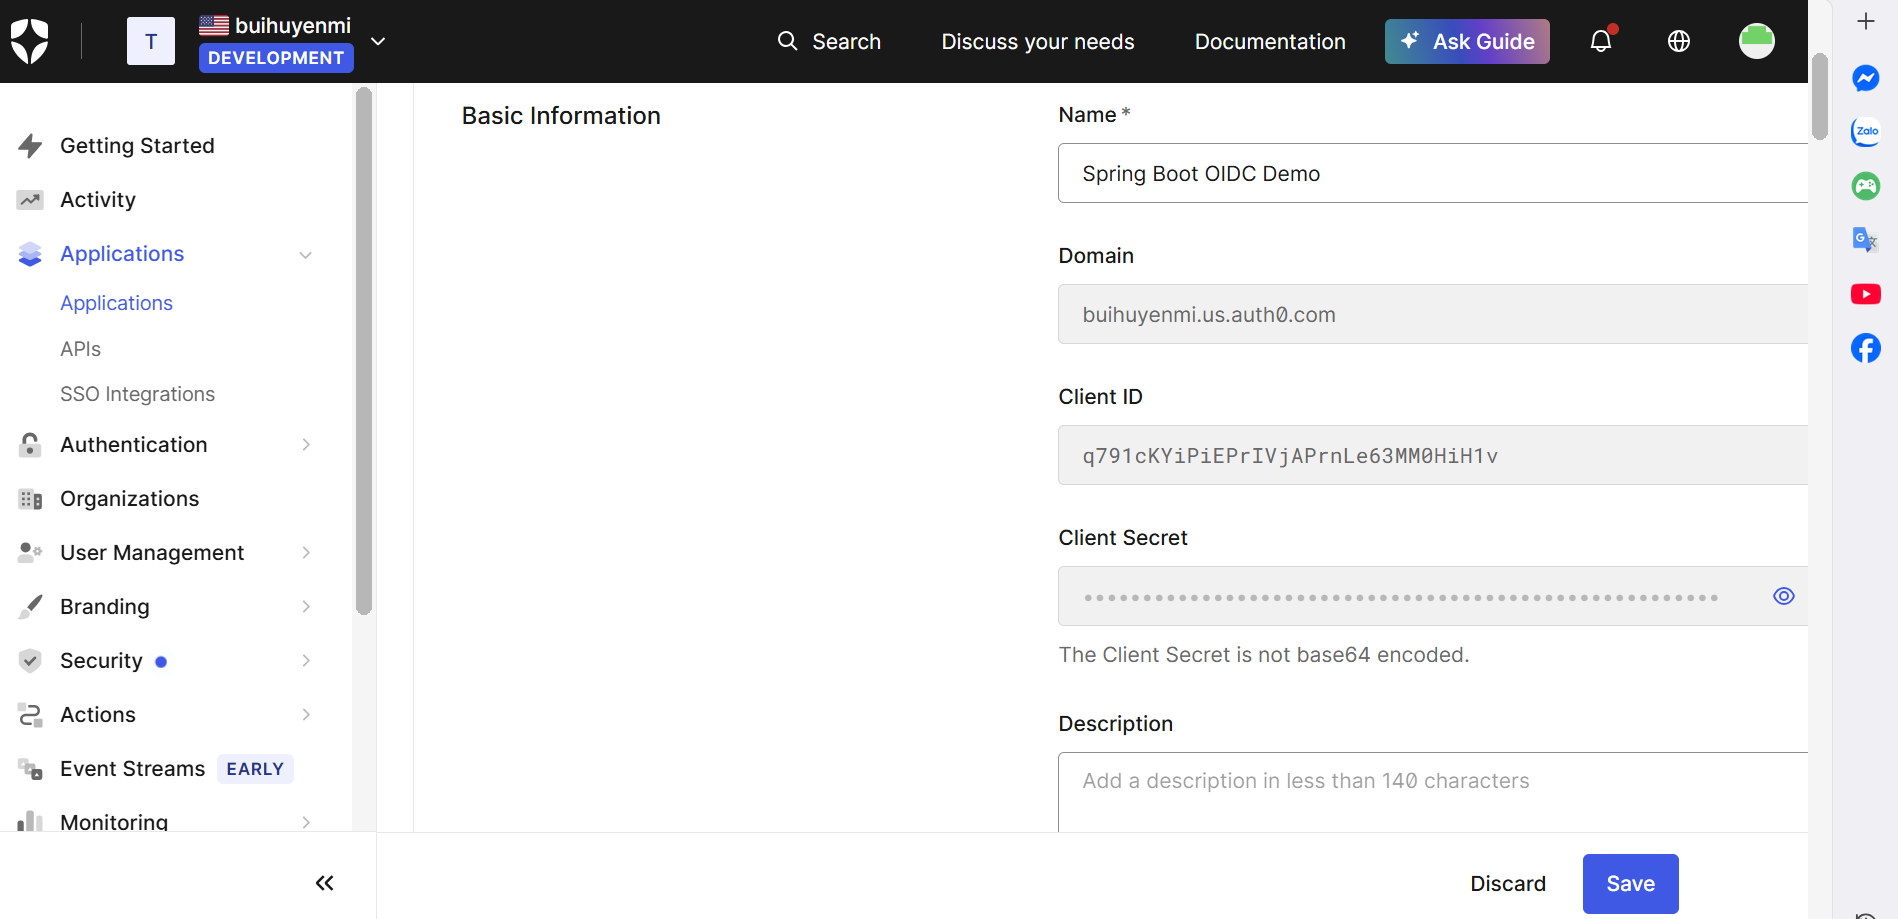 T
buihuyenmi
DEVELOPMENT
Search
Discuss your needs
Documentation
Ask Guide
Getting Started
Activity
Applications
Applications
APIs
SSO Integrations
Authentication
Organizations
User Management
Branding
Security
Actions
Event Streams EARLY
Monitoring
Basic Information
Name *
Spring Boot OIDC Demo
Domain
buihuyenmi.us.auth0.com
Client ID
q791cKYiPiEPrIVjAPrnLe63MM0HiH1v
Client Secret
The Client Secret is not base64 encoded.
Description
Add a description in less than 140 characters
Discard
Save
Zalo